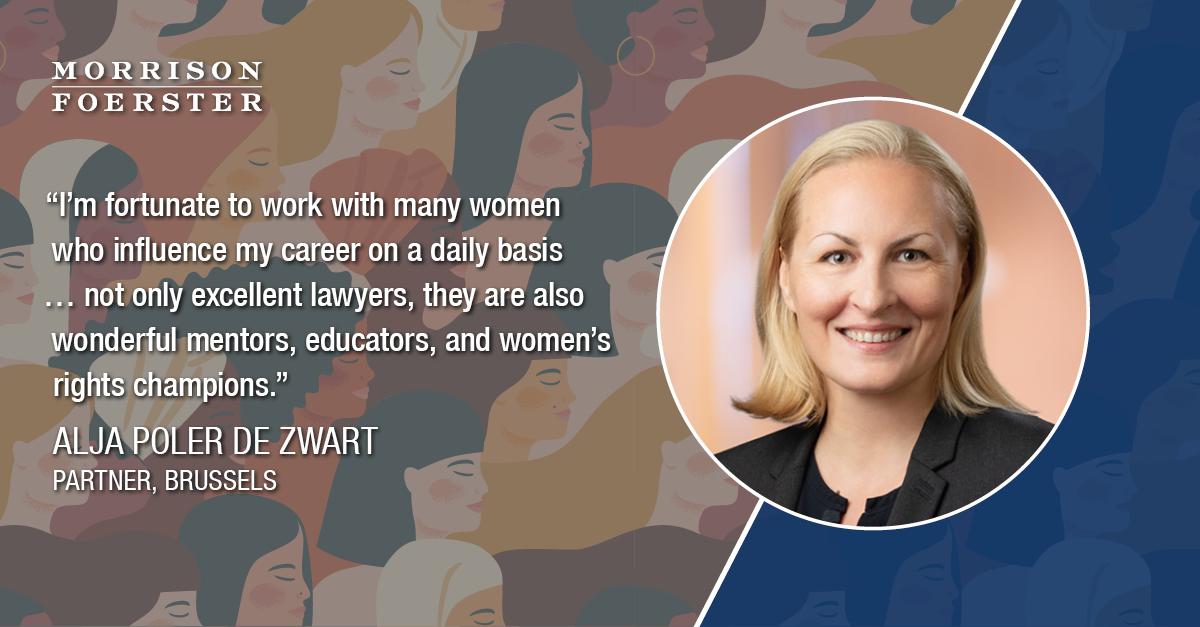 MORRISON
FOERSTER
“I’m fortunate to work with many women
who influence my career on a daily basis
… not only excellent lawyers, they are also
wonderful mentors, educators, and women’s
rights champions.”
ALJA POLER DE ZWART
PARTNER, BRUSSELS